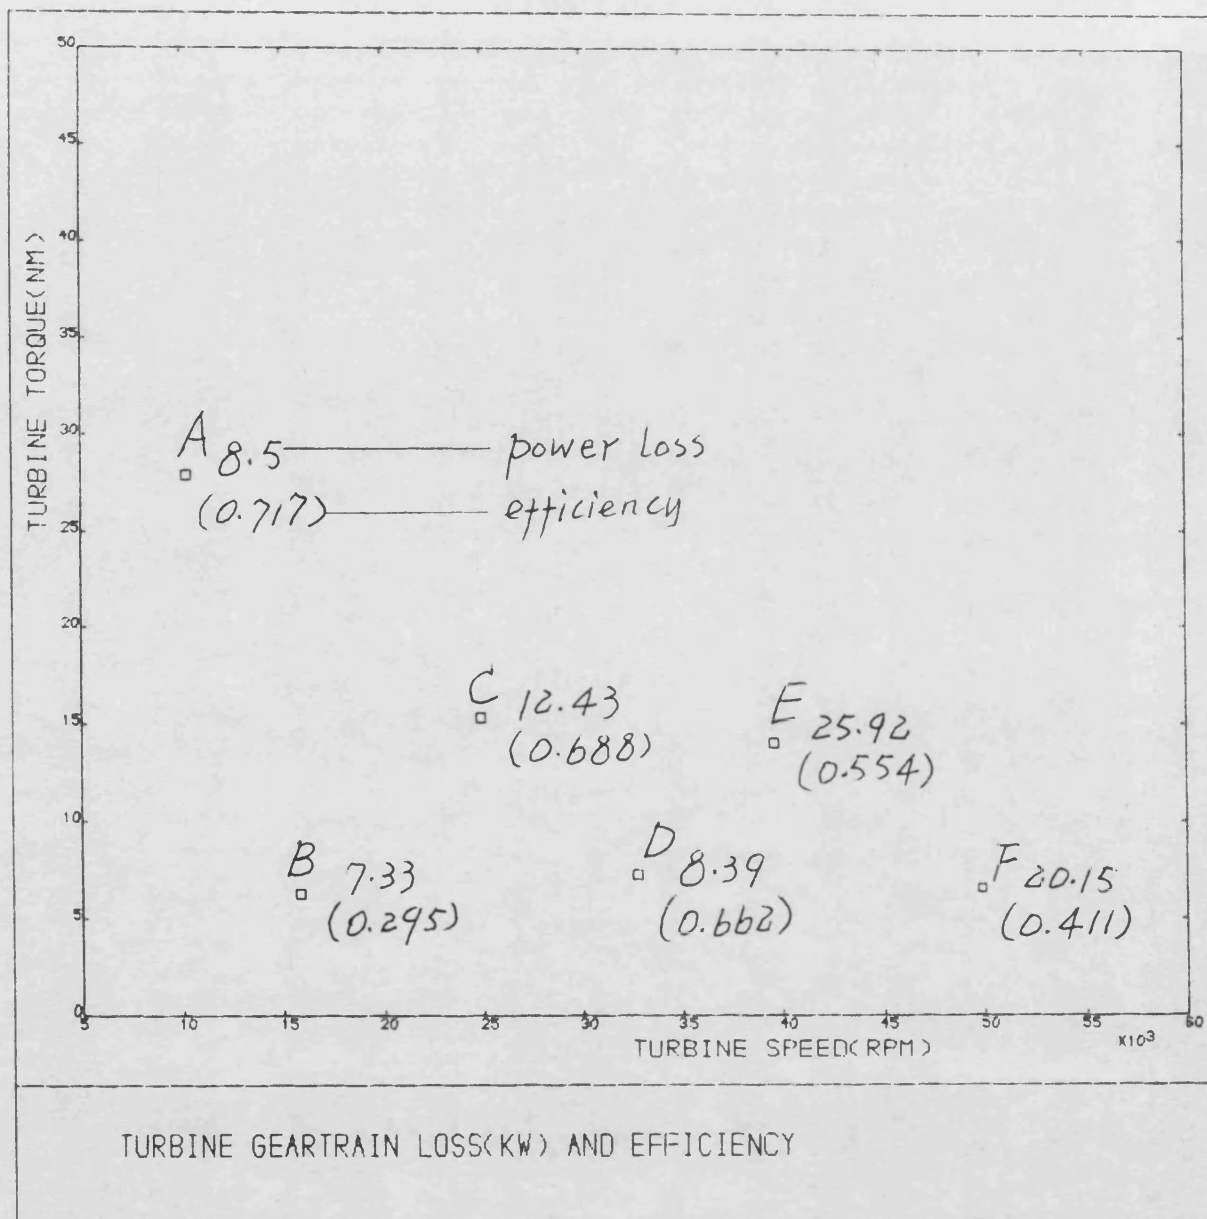 50
45
40
35
30
25
20
15
10
5
0
TURBINE TORQUE(NM)
A 8.5 power loss
(0.717) efficiency
C 12.43
(0.688)
E 25.92
(0.554)
B 7.33
(0.295)
D 8.39
(0.662)
F 20.15
(0.411)
5 10 15 20 25 30 35 40 45 50 55 60
TURBINE SPEED(RPM) X10³
TURBINE GEARTRAIN LOSS(KW) AND EFFICIENCY